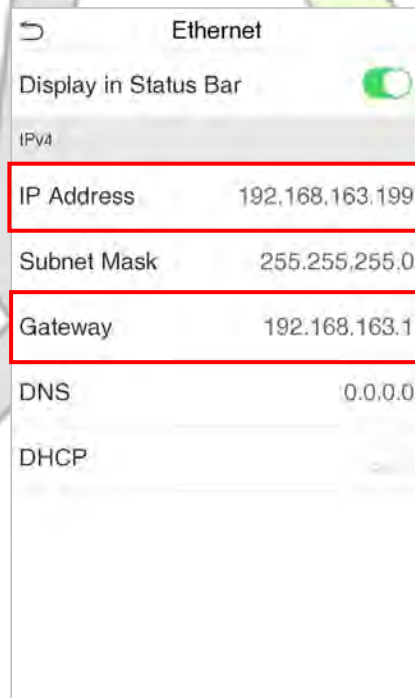 Ethernet
Display in Status Bar
IPv4
IP Address 192.168.163.199
Subnet Mask 255.255.255.0
Gateway 192.168.163.1
DNS 0.0.0.0
DHCP